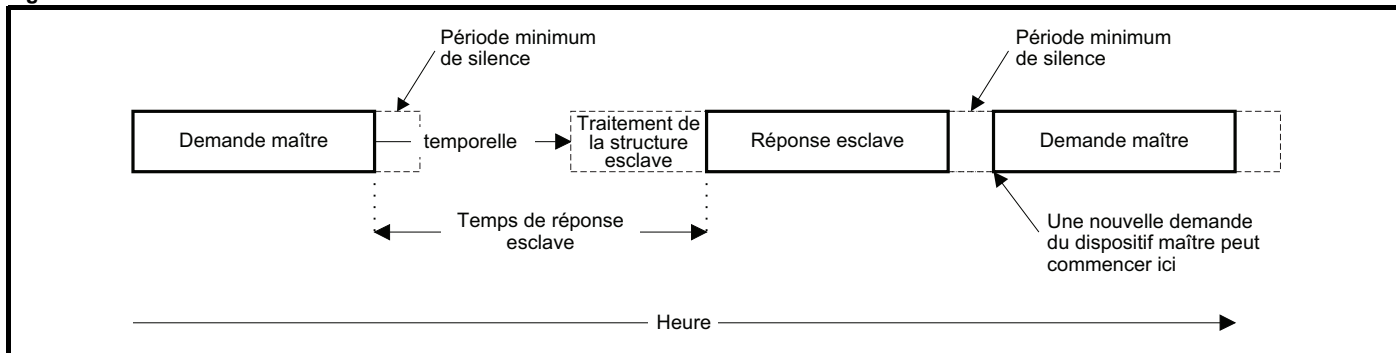 Période minimum
de silence
Période minimum
de silence
Demande maître
temporelle
Traitement de
la structure
esclave
Réponse esclave
Demande maître
Temps de réponse
esclave
Une nouvelle demande
du dispositif maître peut
commencer ici
Heure